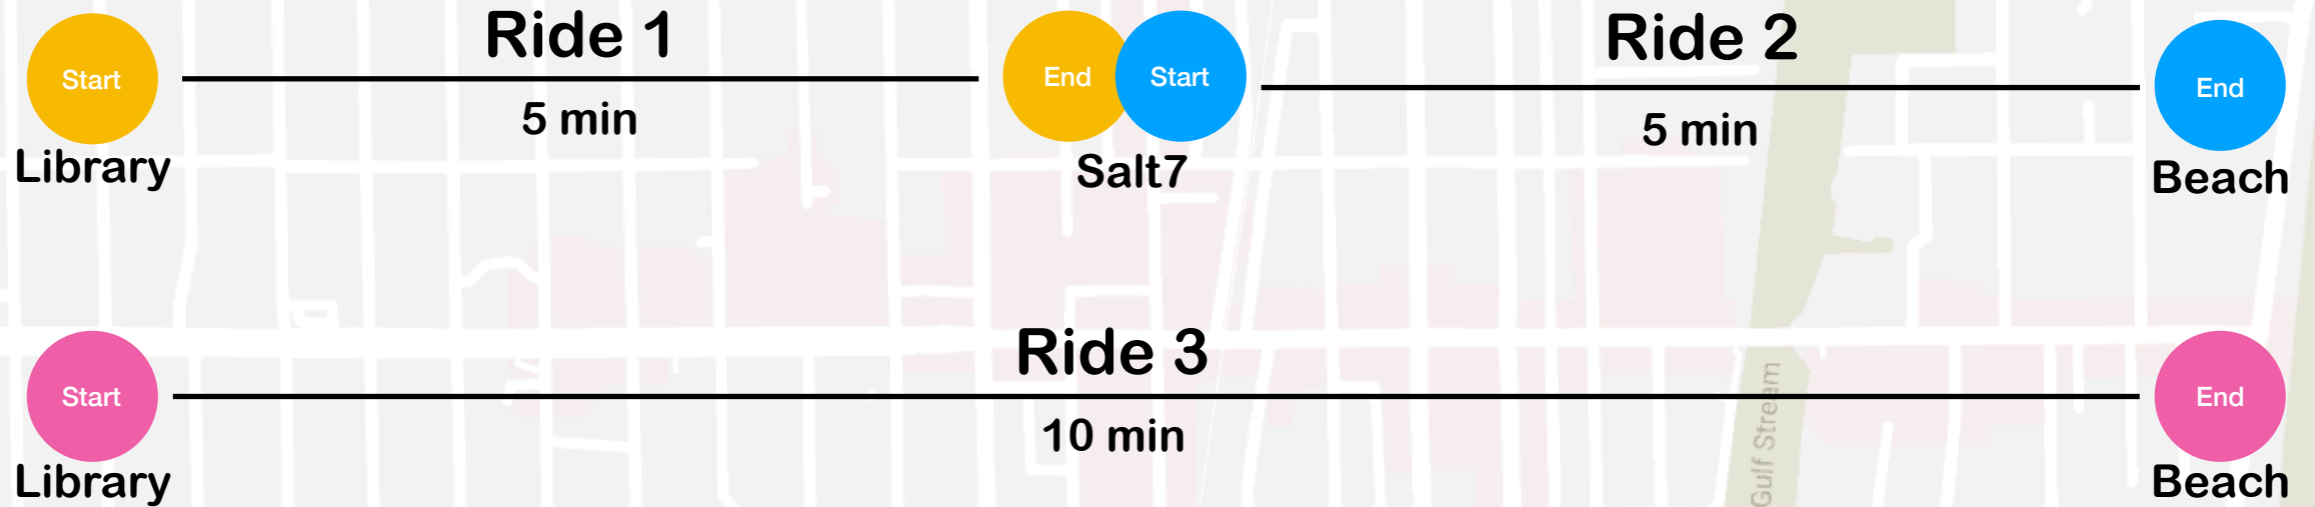 Ride 1
Ride 2
Start
End
Start
End
5 min
5 min
Library
Salt7
Beach
Ride 3
Start
End
10 min
Gulf Stream
Library
Beach